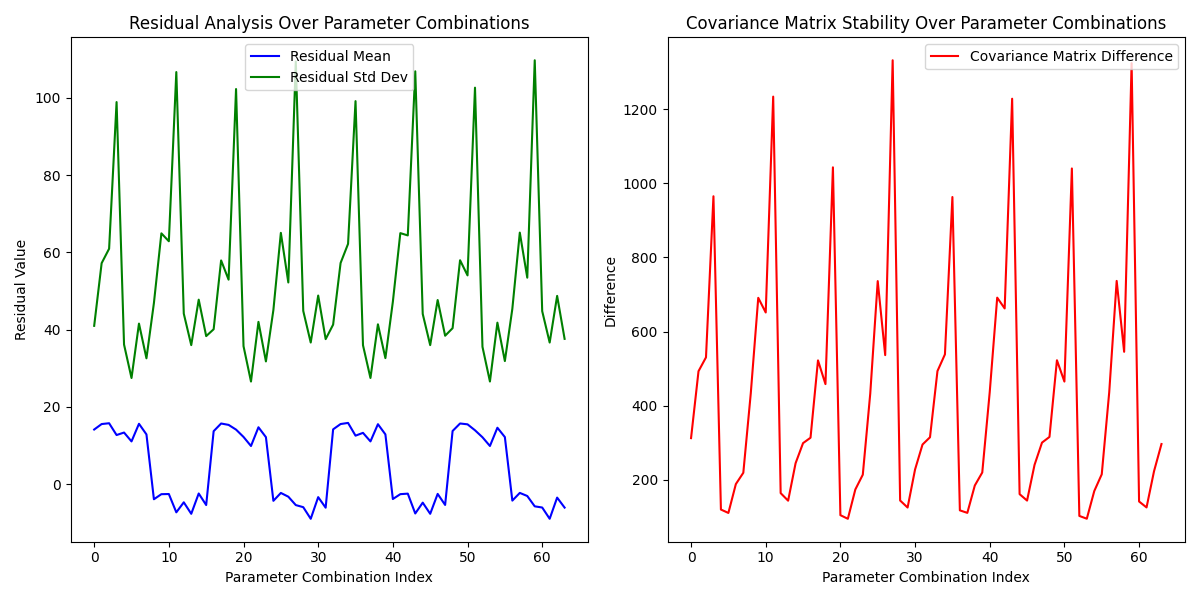 Residual Analysis Over Parameter Combinations
Residual Mean
Residual Std Dev
Residual Value
100
80
60
40
20
0
0 10 20 30 40 50 60
Parameter Combination Index
Covariance Matrix Stability Over Parameter Combinations
Covariance Matrix Difference
Difference
1200
1000
800
600
400
200
0 10 20 30 40 50 60
Parameter Combination Index